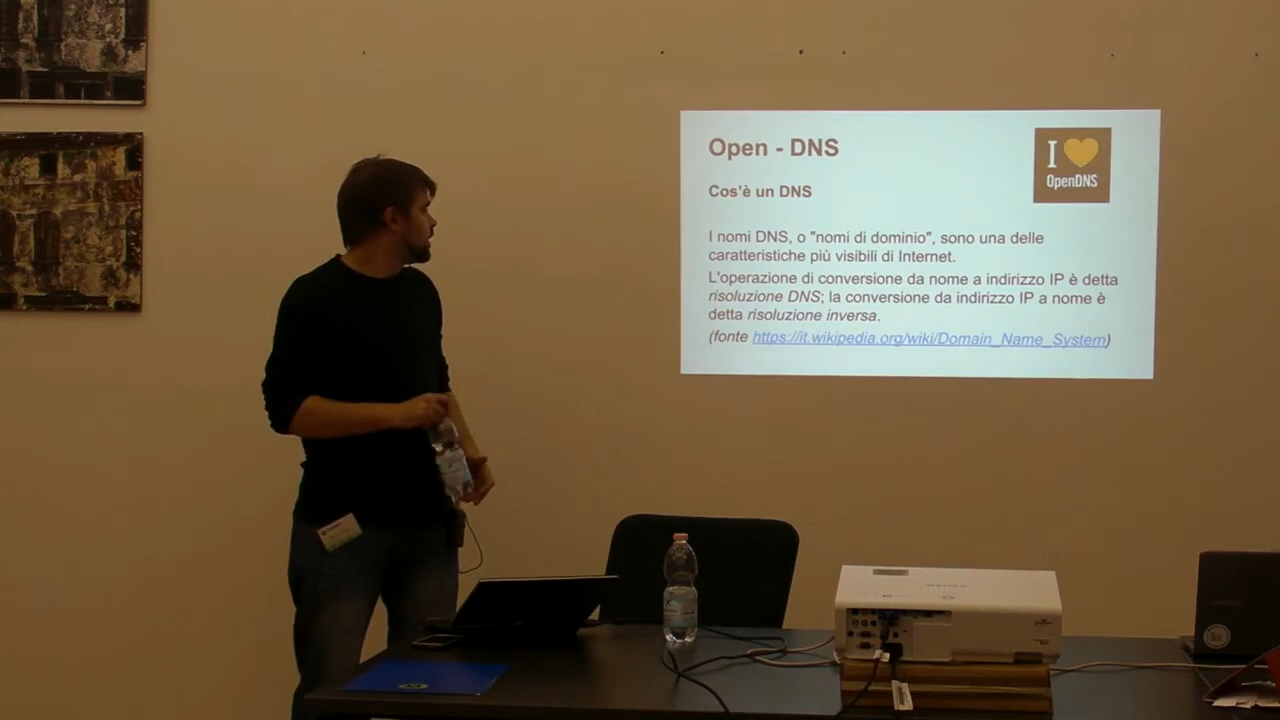 Open - DNS
I
OpenDNS
Cos'è un DNS
I nomi DNS, o "nomi di dominio", sono una delle
caratteristiche più visibili di Internet.
L'operazione di conversione da nome a indirizzo IP è detta
risoluzione DNS; la conversione da indirizzo IP a nome è
detta risoluzione inversa.
(fonte https://it.wikipedia.org/wiki/Domain_Name_System)
SONY